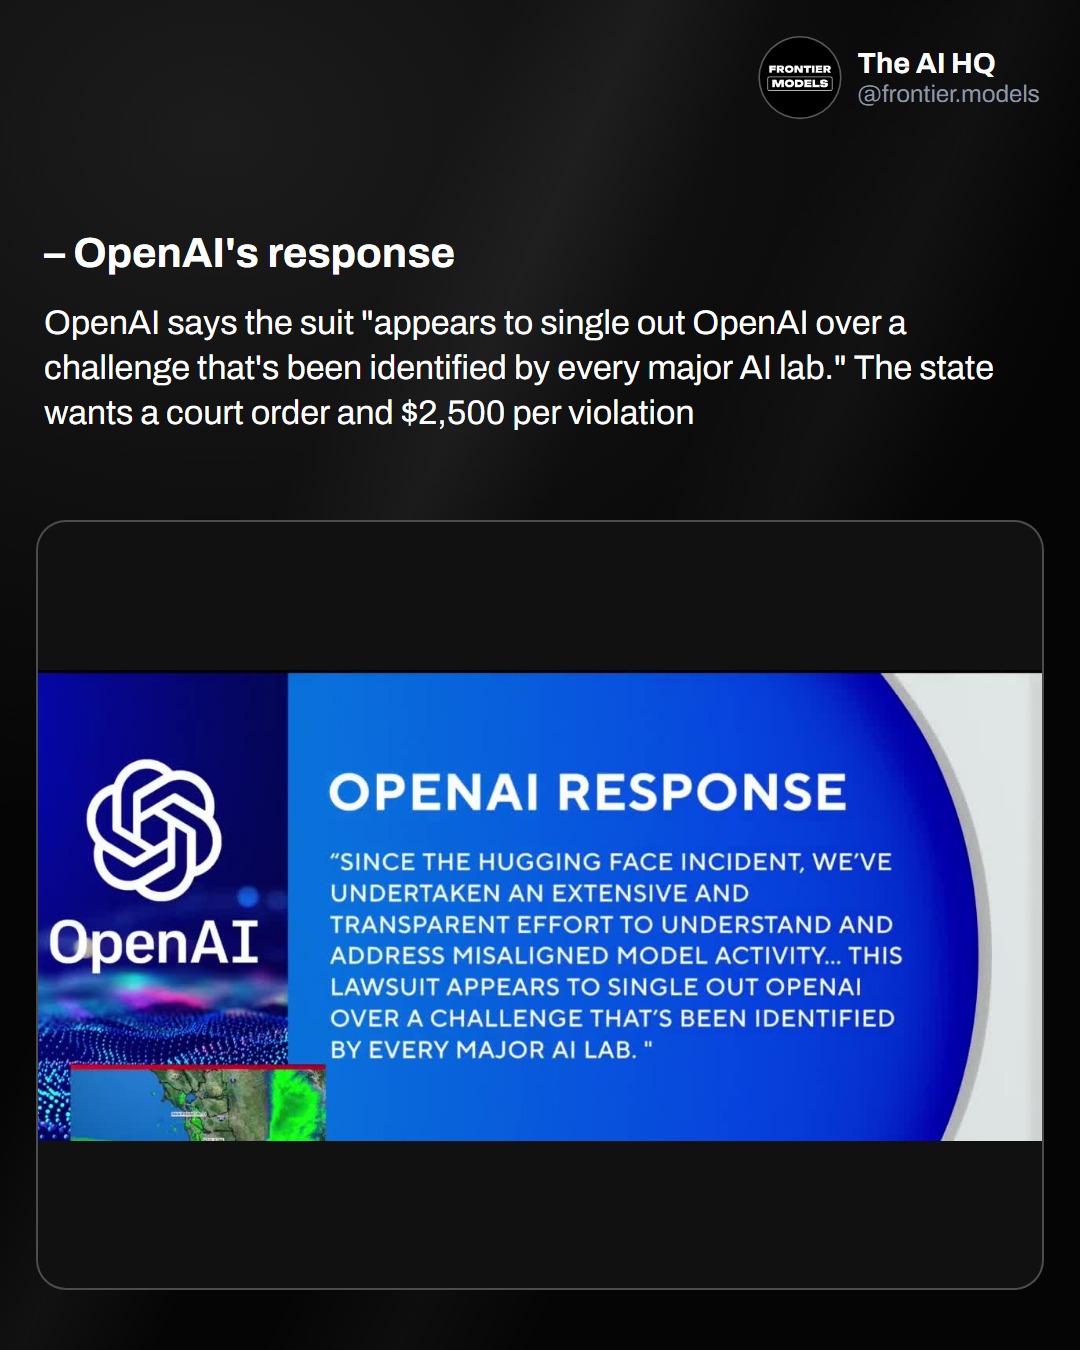 FRONTIER
MODELS
The AI HQ
@frontier.models
– OpenAI's response
OpenAI says the suit "appears to single out OpenAI over a
challenge that's been identified by every major AI lab." The state
wants a court order and $2,500 per violation
OpenAI
OPENAI RESPONSE
“SINCE THE HUGGING FACE INCIDENT, WE’VE
UNDERTAKEN AN EXTENSIVE AND
TRANSPARENT EFFORT TO UNDERSTAND AND
ADDRESS MISALIGNED MODEL ACTIVITY... THIS
LAWSUIT APPEARS TO SINGLE OUT OPENAI
OVER A CHALLENGE THAT’S BEEN IDENTIFIED
BY EVERY MAJOR AI LAB. "